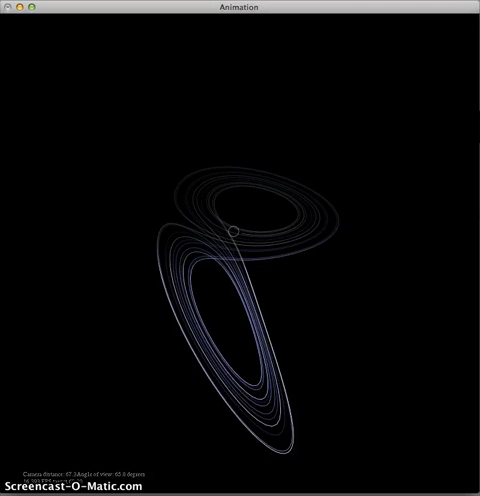 Animation
Camera distance: 67.3 Angle of view: 65.0 degrees
Screencast-O-Matic.com